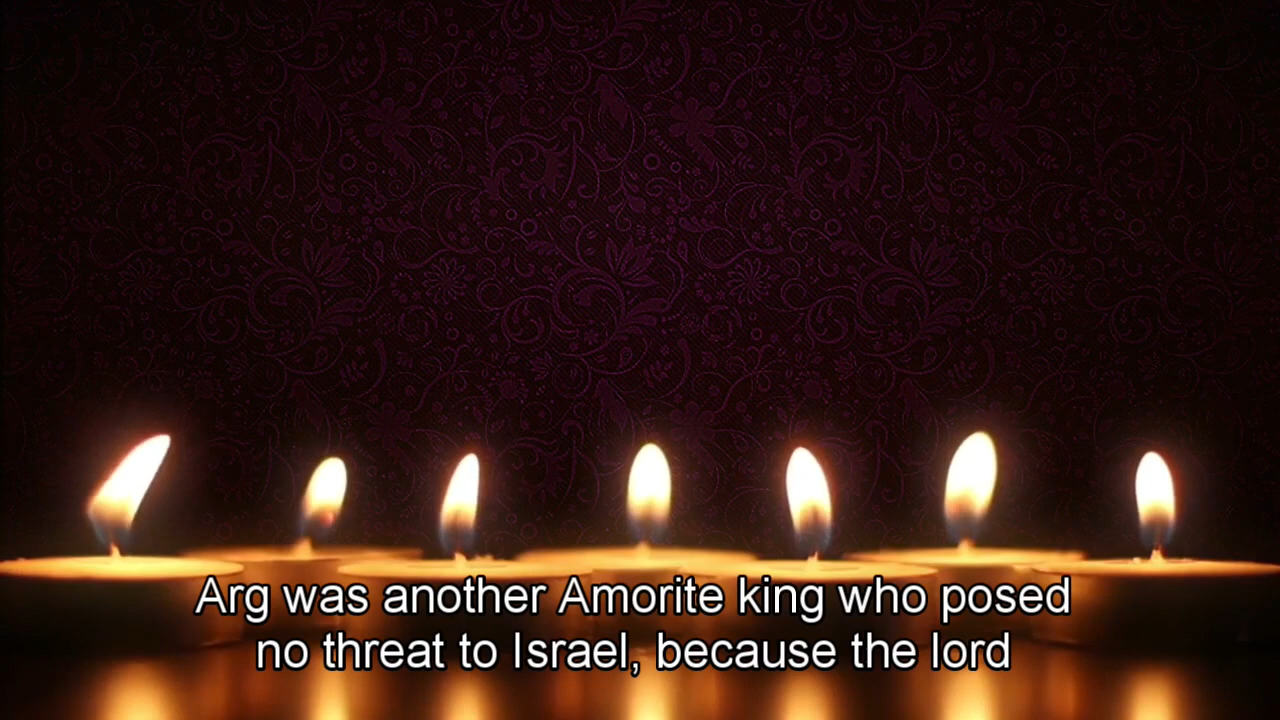 Arg was another Amorite king who posed
no threat to Israel, because the lord